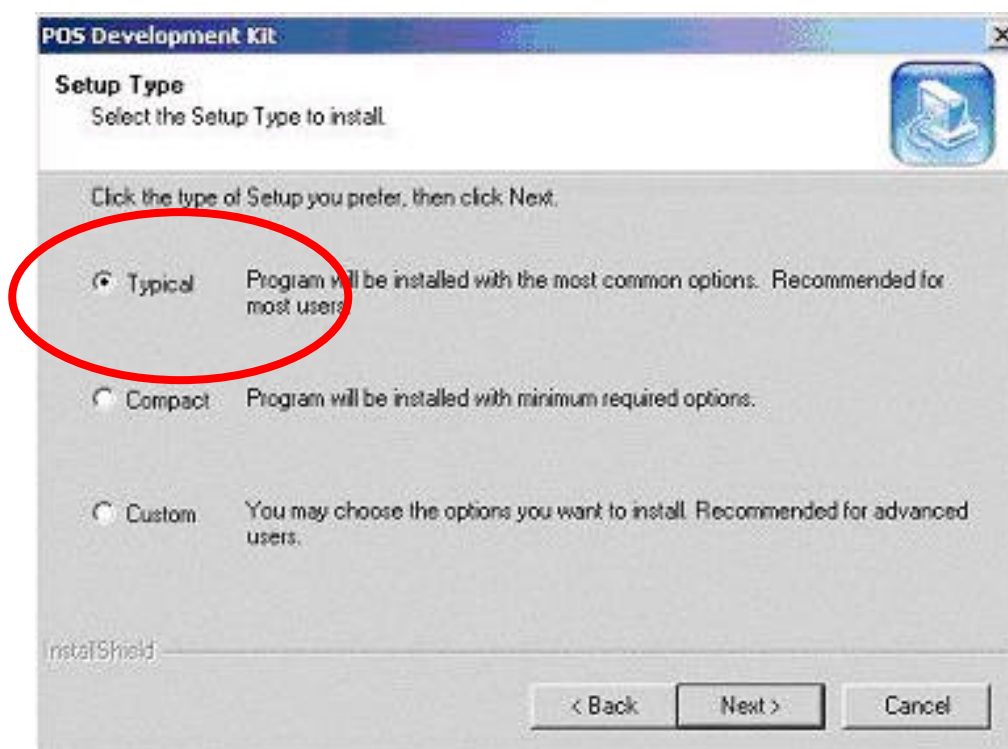 POS Development Kit
Setup Type
Select the Setup Type to install.
Click the type of Setup you prefer, then click Next.
Typical Program will be installed with the most common options. Recommended for
most users
Compact Program will be installed with minimum required options.
Custom You may choose the options you want to install. Recommended for advanced
users.
InstallShield
< Back Next > Cancel